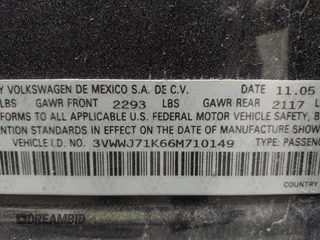 Y VOLKSWAGEN DE MEXICO S.A. DE C.V. 11.05
LBS GAWR FRONT 2293 LBS GAWR REAR 2117 L
FORMS TO ALL APPLICABLE U.S. FEDERAL MOTOR VEHICLE SAFETY, B
NTION STANDARDS IN EFFECT ON THE DATE OF MANUFACTURE
VEHICLE I.D. NO. 3VWWJ71K66M710149 TYPE: PASSENG
COUNTRY
DREAMBID